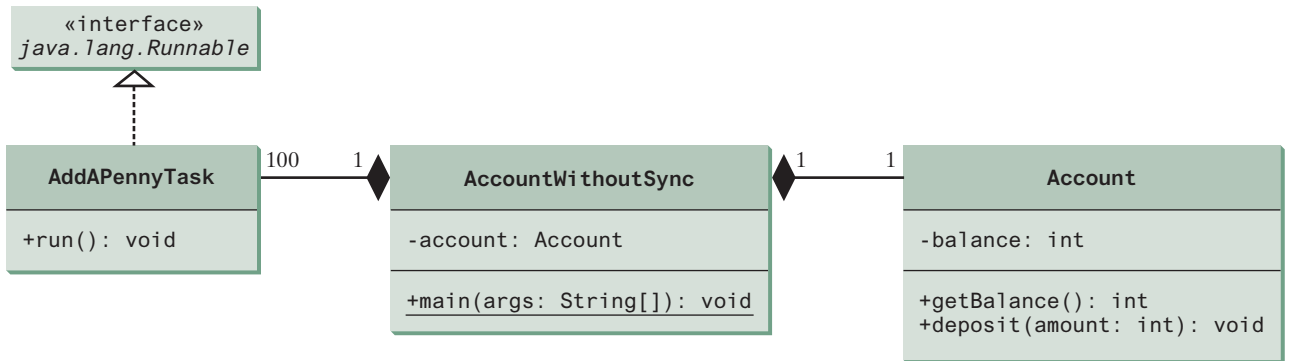 «interface»
java.lang.Runnable
AddAPennyTask
+run(): void
100
1
AccountWithoutSync
-account: Account
+main(args: String[]): void
1
1
Account
-balance: int
+getBalance(): int
+deposit(amount: int): void